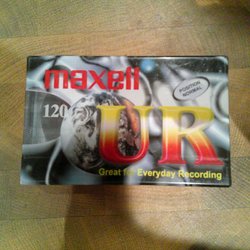 maxell
POSITION
NORMAL
120
UR
Great for Everyday Recording